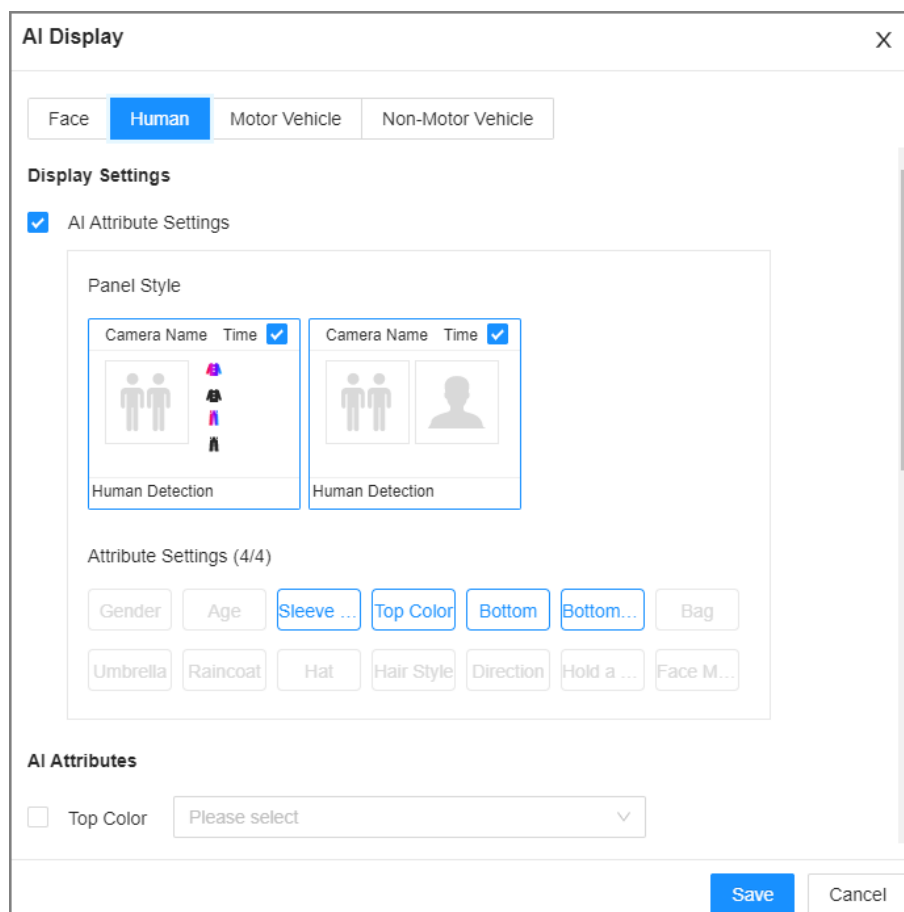 AI Display X
Face Human Motor Vehicle Non-Motor Vehicle
Display Settings
AI Attribute Settings
Panel Style
Camera Name Time Camera Name Time
Human Detection Human Detection
Attribute Settings (4/4)
Gender Age Sleeve ... Top Color Bottom Bottom... Bag
Umbrella Raincoat Hat Hair Style Direction Hold a ... Face M...
AI Attributes
Top Color Please select
Save Cancel